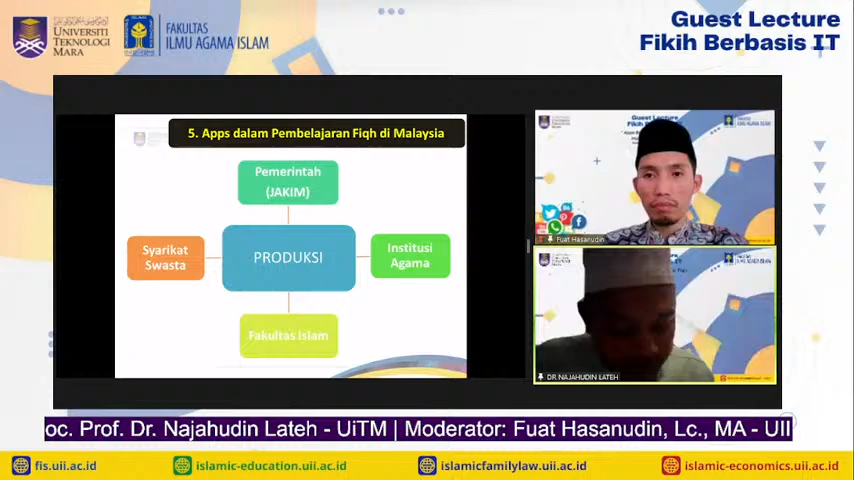 UNIVERSITI
TEKNOLOGI
MARA
FAKULTAS
ILMU AGAMA ISLAM
Guest Lecture
Fikih Berbasis IT
5. Apps dalam Pembelajaran Fiqh di Malaysia
Pemerintah
(JAKIM)
Syarikat
Swasta
PRODUKSI
Institusi
Agama
Fakultas Islam
Fuat Hasanudin
DR NAJAHUDIN LATEH
oc. Prof. Dr. Najahudin Lateh - UiTM | Moderator: Fuat Hasanudin, Lc., MA - UII
fis.uii.ac.id
islamic-education.uii.ac.id
islamicfamilylaw.uii.ac.id
islamic-economics.uii.ac.id